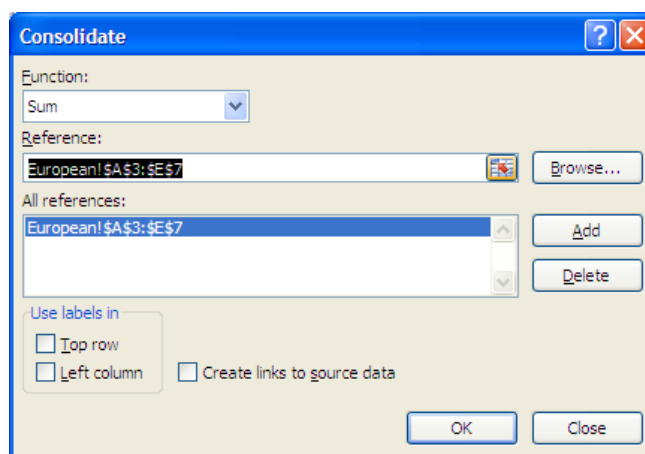 Consolidate
Function:
Sum
Reference:
European!$A$3:$E$7
Browse...
All references:
European!$A$3:$E$7
Add
Delete
Use labels in
Top row
Left column
Create links to source data
OK
Close